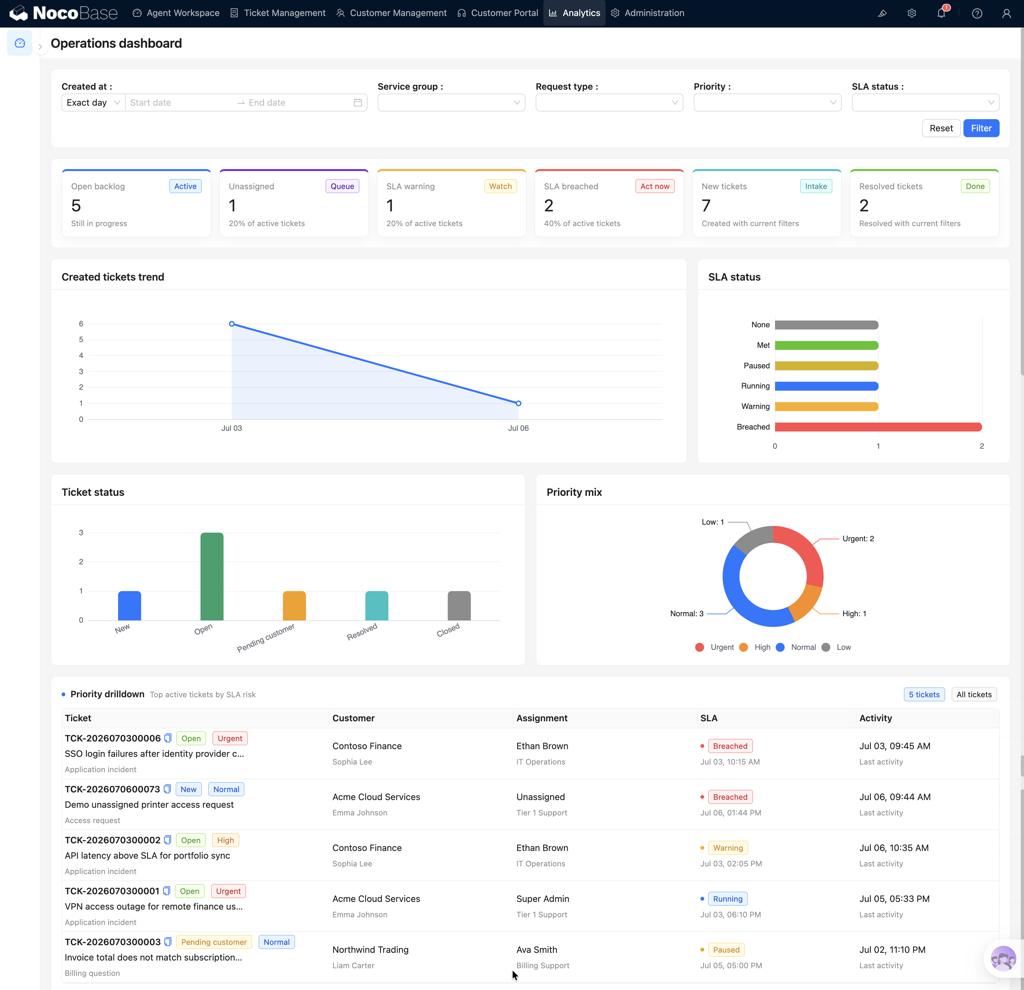 NocoBase Agent Workspace Ticket Management Customer Management Customer Portal Analytics Administration 1
Operations dashboard
Created at : Service group : Request type : Priority : SLA status :
Exact day Start date → End date
Reset Filter
Open backlog Active Unassigned Queue SLA warning Watch SLA breached Act now New tickets Intake Resolved tickets Done
5 1 1 2 7 2
Still in progress 20% of active tickets 20% of active tickets 40% of active tickets Created with current filters Resolved with current filters
Created tickets trend
6
5
4
3
2
1
0
Jul 03 Jul 06
SLA status
None
Met
Paused
Running
Warning
Breached
0 1 2
Ticket status
3
2
1
0
New Open Pending customer Resolved Closed
Priority mix
Low: 1
Urgent: 2
Normal: 3 High: 1
Urgent High Normal Low
Priority drilldown Top active tickets by SLA risk 5 tickets All tickets
Ticket Customer Assignment SLA Activity
TCK-2026070300006 Open Urgent
SSO login failures after identity provider c...
Application incident
Contoso Finance Ethan Brown Breached Jul 03, 09:45 AM
Sophia Lee IT Operations Jul 03, 10:15 AM Last activity
TCK-2026070600073 New Normal
Demo unassigned printer access request
Access request
Acme Cloud Services Unassigned Breached Jul 06, 09:44 AM
Emma Johnson Tier 1 Support Jul 06, 01:44 PM Last activity
TCK-2026070300002 Open High
API latency above SLA for portfolio sync
Application incident
Contoso Finance Ethan Brown Warning Jul 06, 10:35 AM
Sophia Lee IT Operations Jul 03, 02:05 PM Last activity
TCK-2026070300001 Open Urgent
VPN access outage for remote finance us...
Application incident
Acme Cloud Services Super Admin Running Jul 05, 05:33 PM
Emma Johnson Tier 1 Support Jul 03, 06:10 PM Last activity
TCK-2026070300003 Pending customer Normal
Invoice total does not match subscription...
Billing question
Northwind Trading Ava Smith Paused Jul 02, 11:10 PM
Liam Carter Billing Support Jul 05, 05:00 PM Last activity